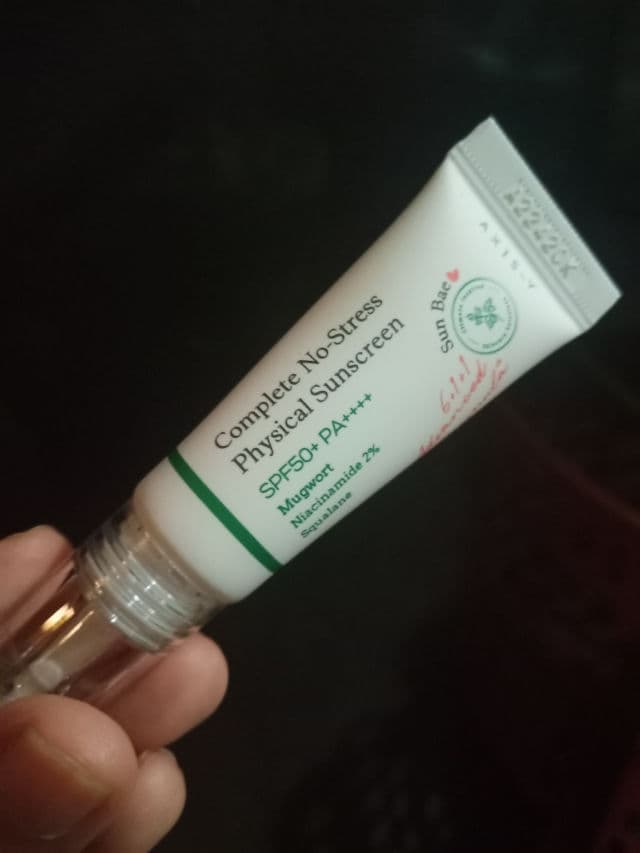 AXIS-Y
Sun Bae
Complete No-Stress
Physical Sunscreen
SPF50+ PA++++
Mugwort
Niacinamide 2%
Squalane